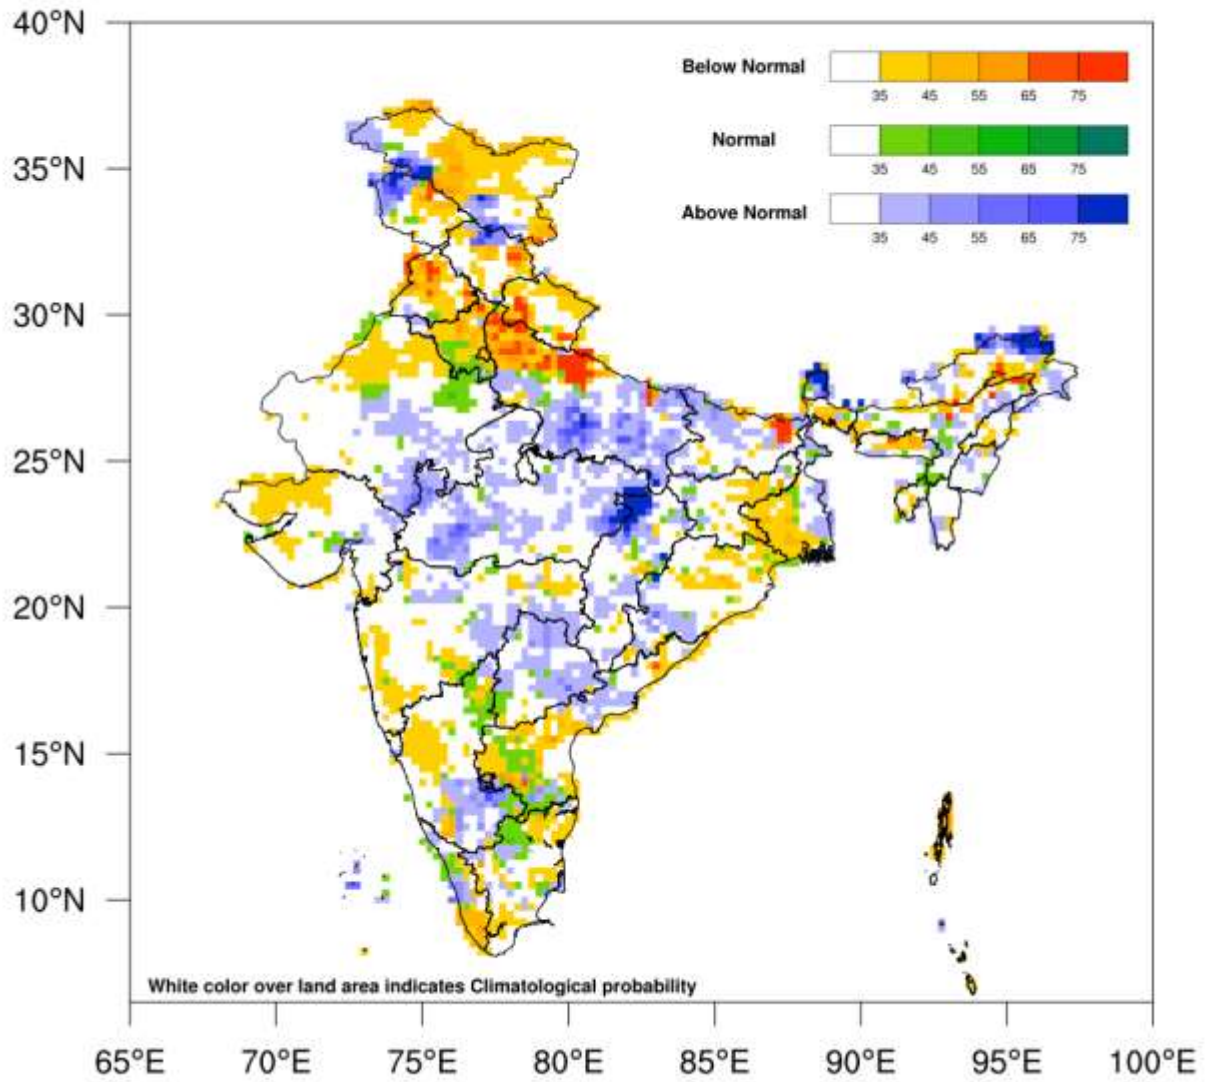 40°N
Below Normal
35 45 55 65 75
Normal
35 45 55 65 75
35°N
Above Normal
35 45 55 65 75
30°N
25°N
20°N
15°N
10°N
White color over land area indicates Climatological probability
65°E 70°E 75°E 80°E 85°E 90°E 95°E 100°E